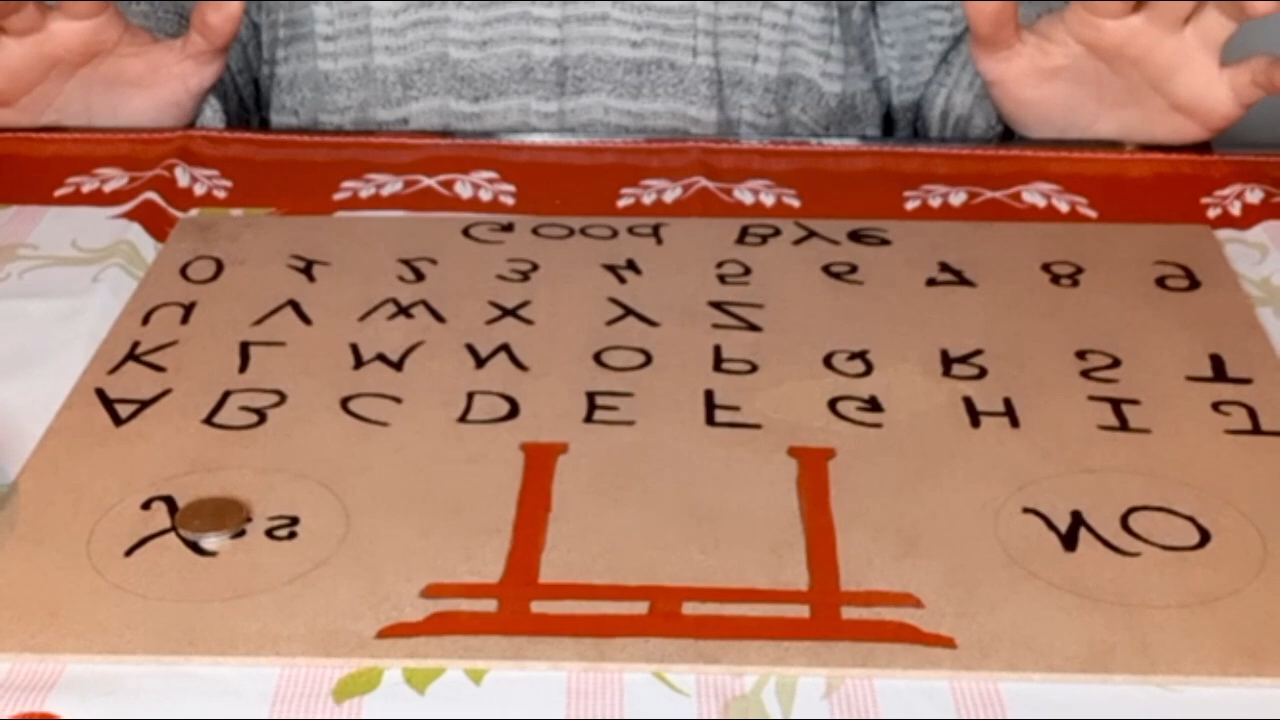 Yes NO
A B C D E F G H I J
K L M N O P Q R S T
U V W X Y Z
0 1 2 3 4 5 6 7 8 9
Good Bye